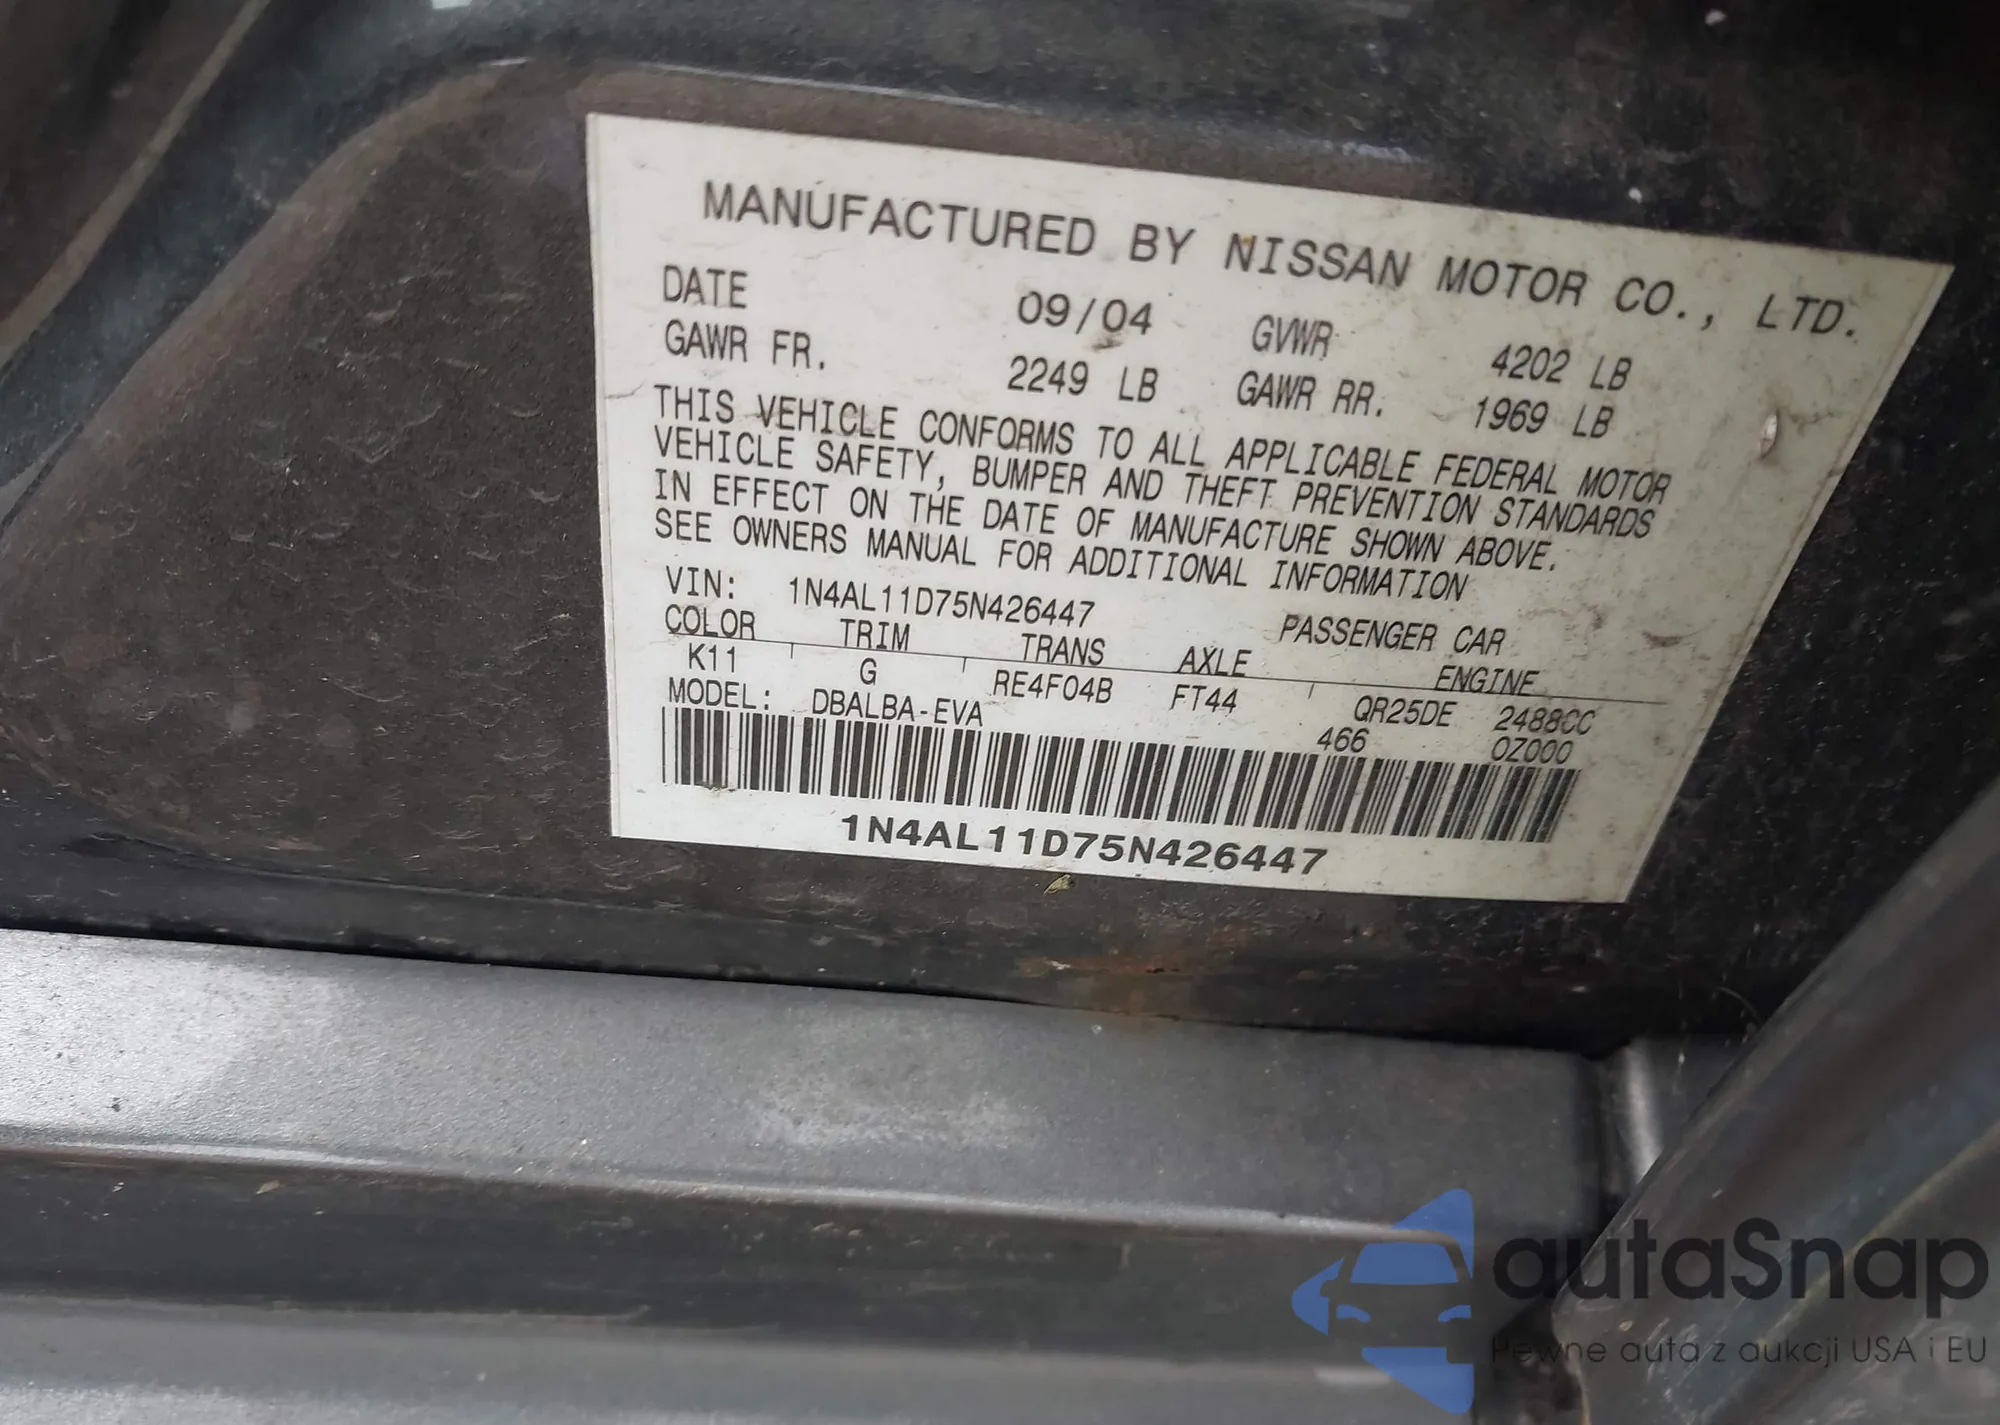 MANUFACTURED BY NISSAN MOTOR CO., LTD.
DATE 09/04 GVWR 4202 LB
GAWR FR. 2249 LB GAWR RR. 1969 LB
THIS VEHICLE CONFORMS TO ALL APPLICABLE FEDERAL MOTOR
VEHICLE SAFETY, BUMPER AND THEFT PREVENTION STANDARDS
IN EFFECT ON THE DATE OF MANUFACTURE SHOWN ABOVE.
SEE OWNERS MANUAL FOR ADDITIONAL INFORMATION
VIN: 1N4AL11D75N426447 PASSENGER CAR
COLOR TRIM TRANS AXLE ENGINE
K11 G RE4F04B FT44 QR25DE 2488CC
MODEL: DBALBA-EVA 466 0Z000
1N4AL11D75N426447
autaSnap
Pewne auta z aukcji USA i EU